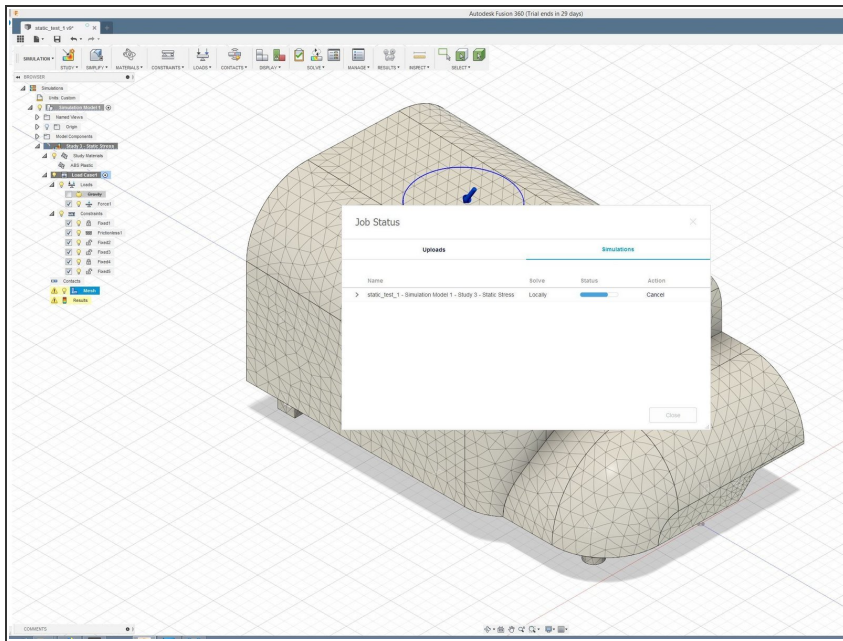 Autodesk Fusion 360 (Trial ends in 29 days)
static_test_1 v9*
SIMULATION
STUDY
SIMPLIFY
MATERIALS
CONSTRAINTS
LOADS
CONTACTS
DISPLAY
SOLVE
MANAGE
RESULTS
INSPECT
SELECT
BROWSER
Simulations
Units: Custom
Simulation Model 1
Named Views
Origin
Model Components
Study 3 - Static Stress
Study Materials
ABS Plastic
Load Case1
Loads
Gravity
Force1
Constraints
Fixed1
Frictionless1
Fixed2
Fixed3
Fixed4
Fixed5
Contacts
Mesh
Results
Job Status
Uploads
Simulations
Name Solve Status Action
static_test_1 - Simulation Model 1 - Study 3 - Static Stress Locally Cancel
Close
COMMENTS